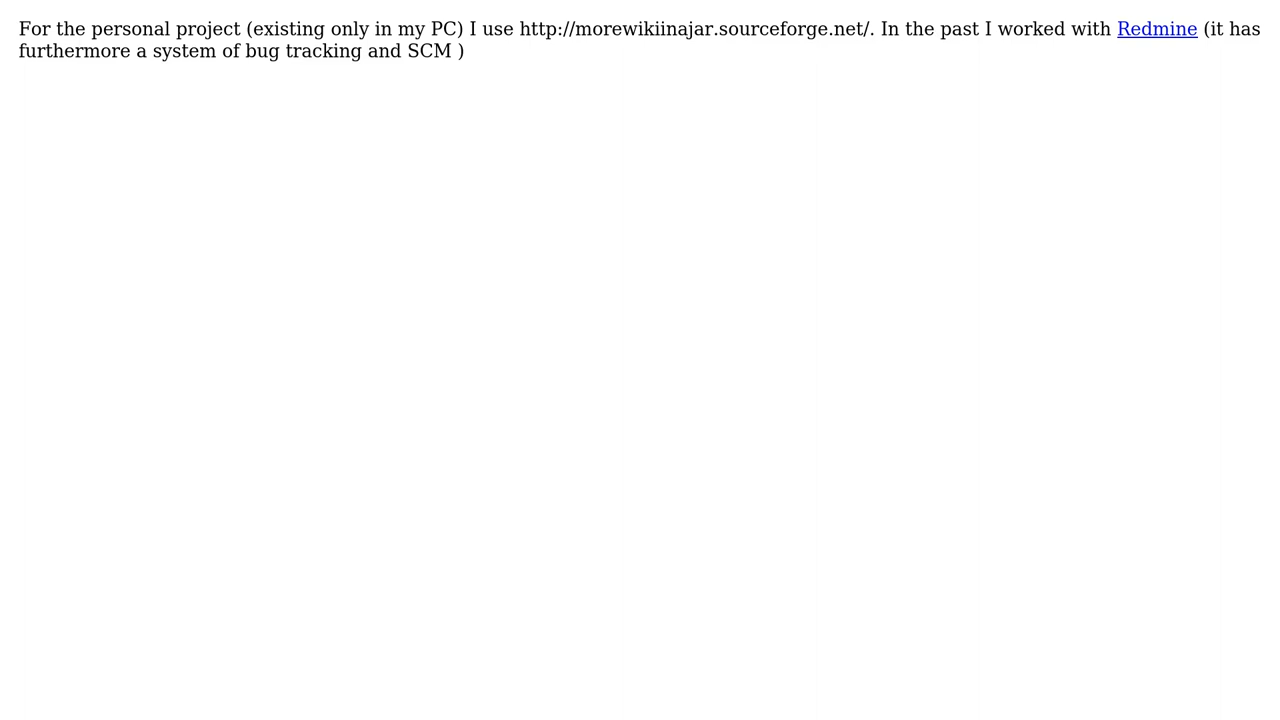 For the personal project (existing only in my PC) I use http://morewikiinajar.sourceforge.net/. In the past I worked with Redmine (it has
furthermore a system of bug tracking and SCM )